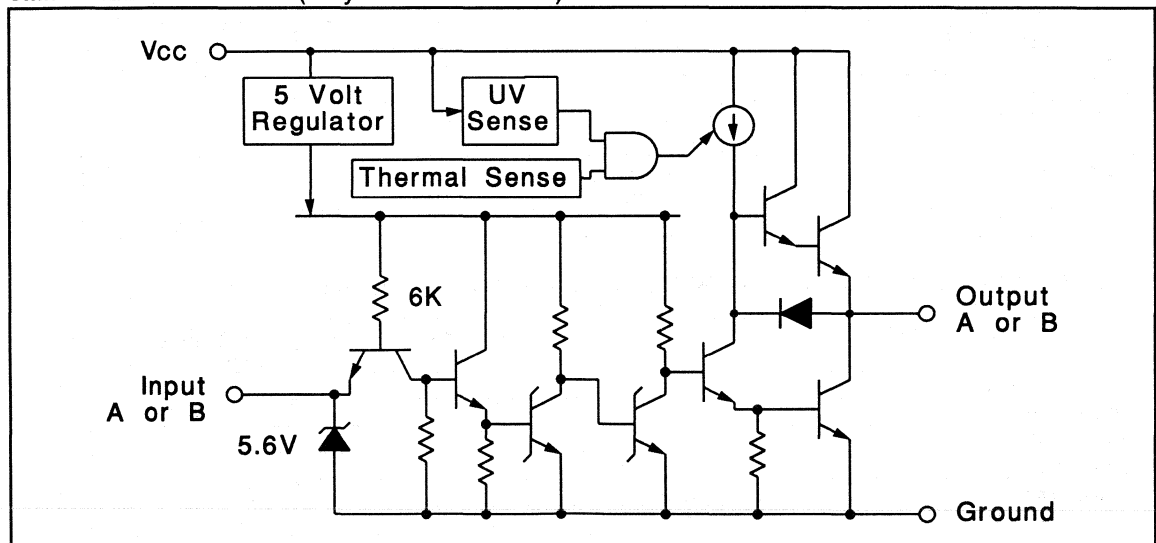 Vcc
5 Volt
Regulator
UV
Sense
Thermal Sense
6K
Output
A or B
Input
A or B
5.6V
Ground